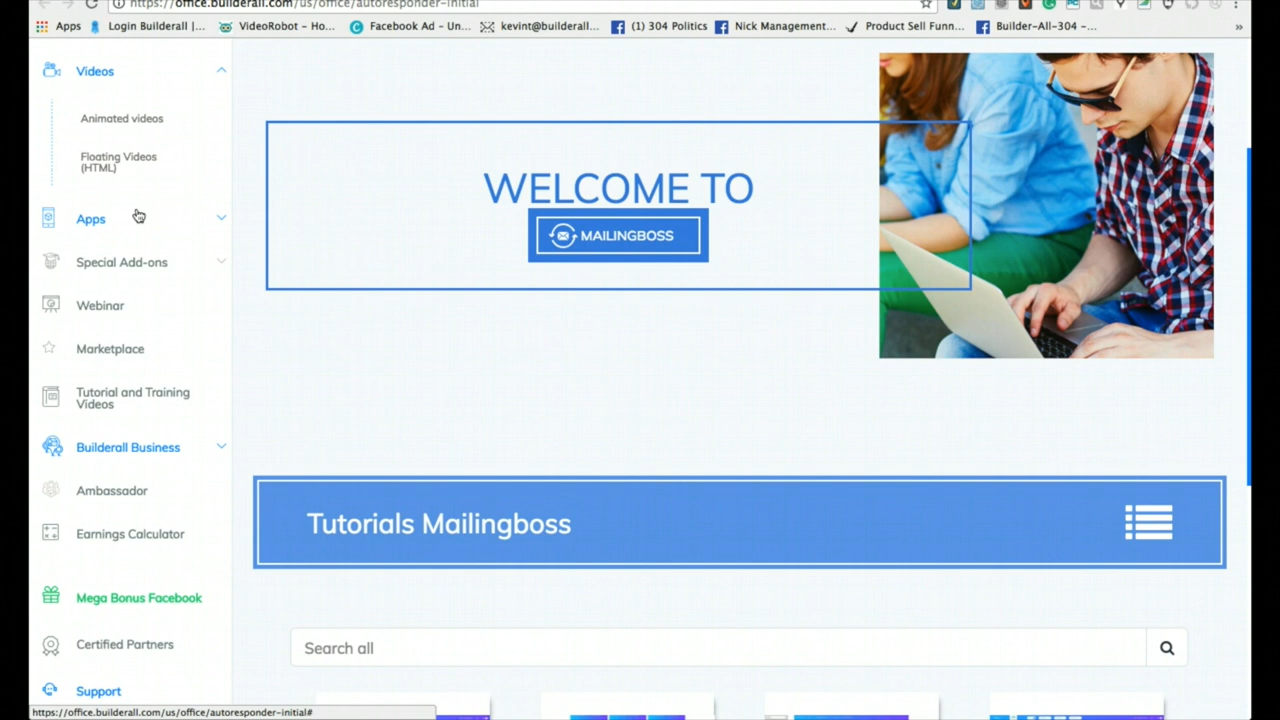 https://office.builderall.com/us/office/autoresponder-initial
Apps
Login Builderall |...
VideoRobot - Ho...
Facebook Ad - Un...
kevint@builderall...
(1) 304 Politics
Nick Management...
Product Sell Funn...
Builder-All-304 -...
»
Videos
Animated videos
Floating Videos
(HTML)
Apps
Special Add-ons
Webinar
Marketplace
Tutorial and Training
Videos
Builderall Business
Ambassador
Earnings Calculator
Mega Bonus Facebook
Certified Partners
Support
WELCOME TO
MAILINGBOSS
Tutorials Mailingboss
Search all
https://office.builderall.com/us/office/autoresponder-initial#